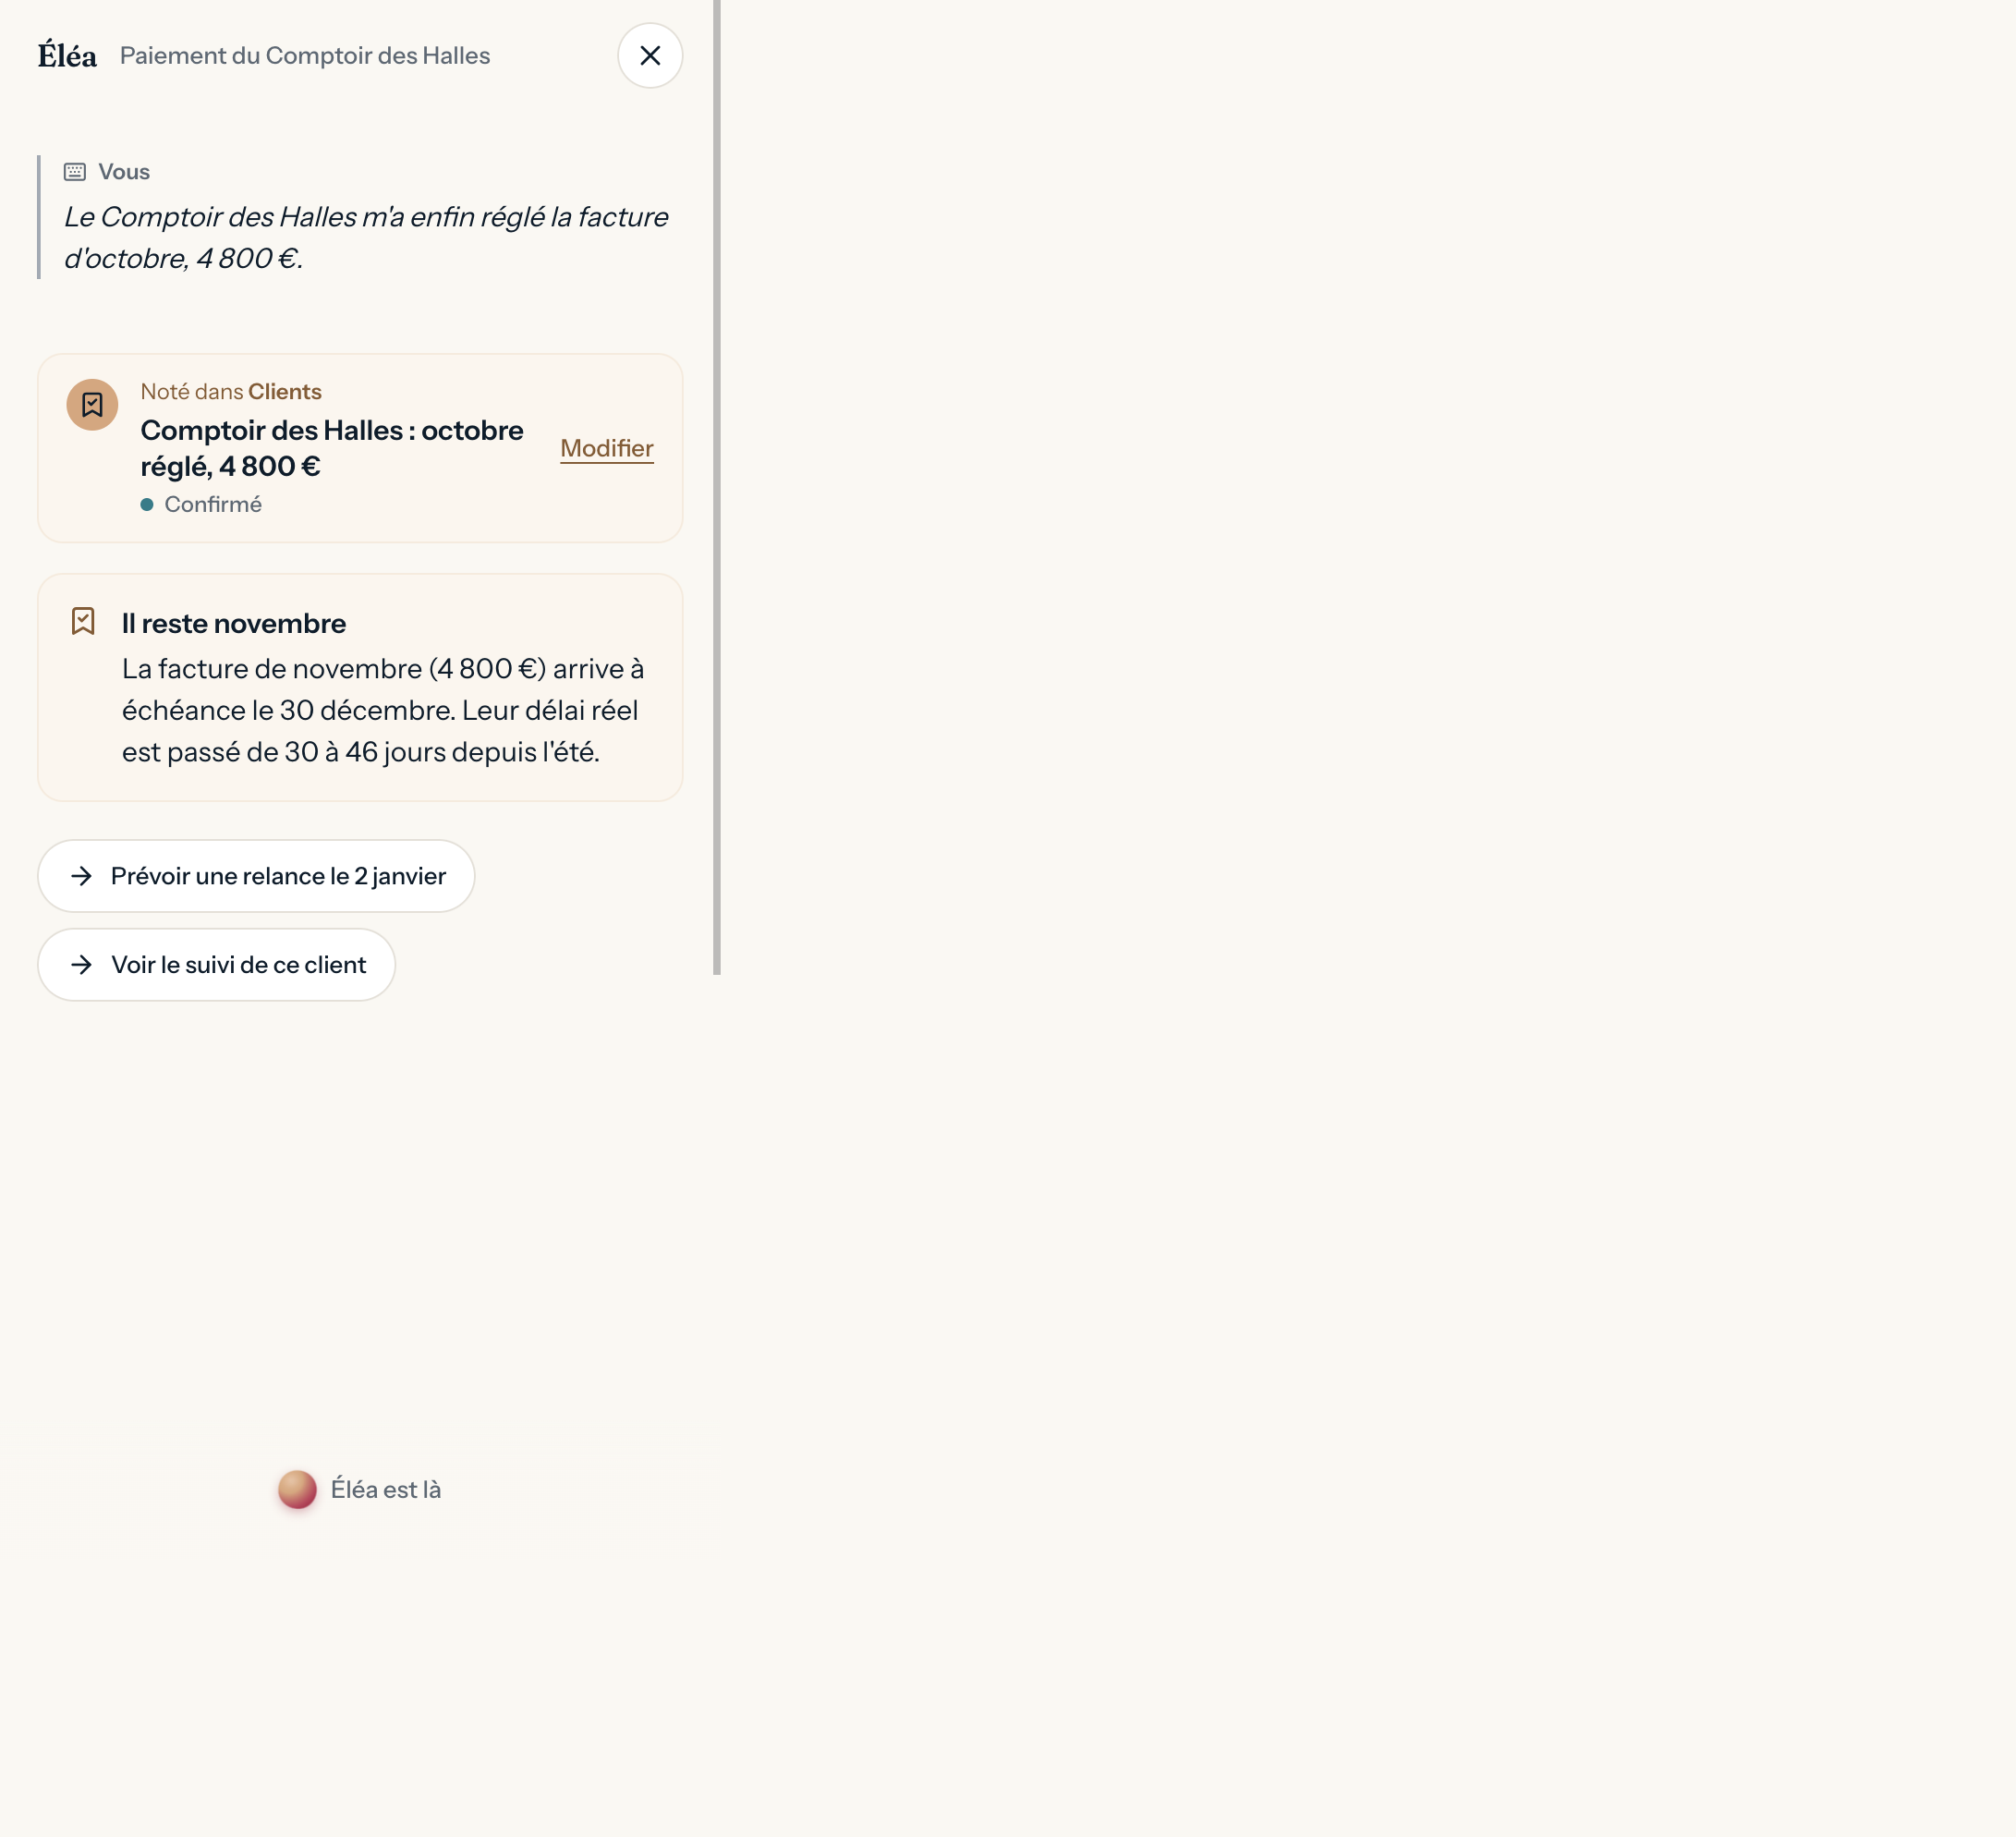 Éléa Paiement du Comptoir des Halles
Vous
Le Comptoir des Halles m'a enfin réglé la facture
d'octobre, 4 800 €.
Noté dans Clients
Comptoir des Halles : octobre
réglé, 4 800 €
Modifier
Confirmé
Il reste novembre
La facture de novembre (4 800 €) arrive à
échéance le 30 décembre. Leur délai réel
est passé de 30 à 46 jours depuis l'été.
Prévoir une relance le 2 janvier
Voir le suivi de ce client
Éléa est là